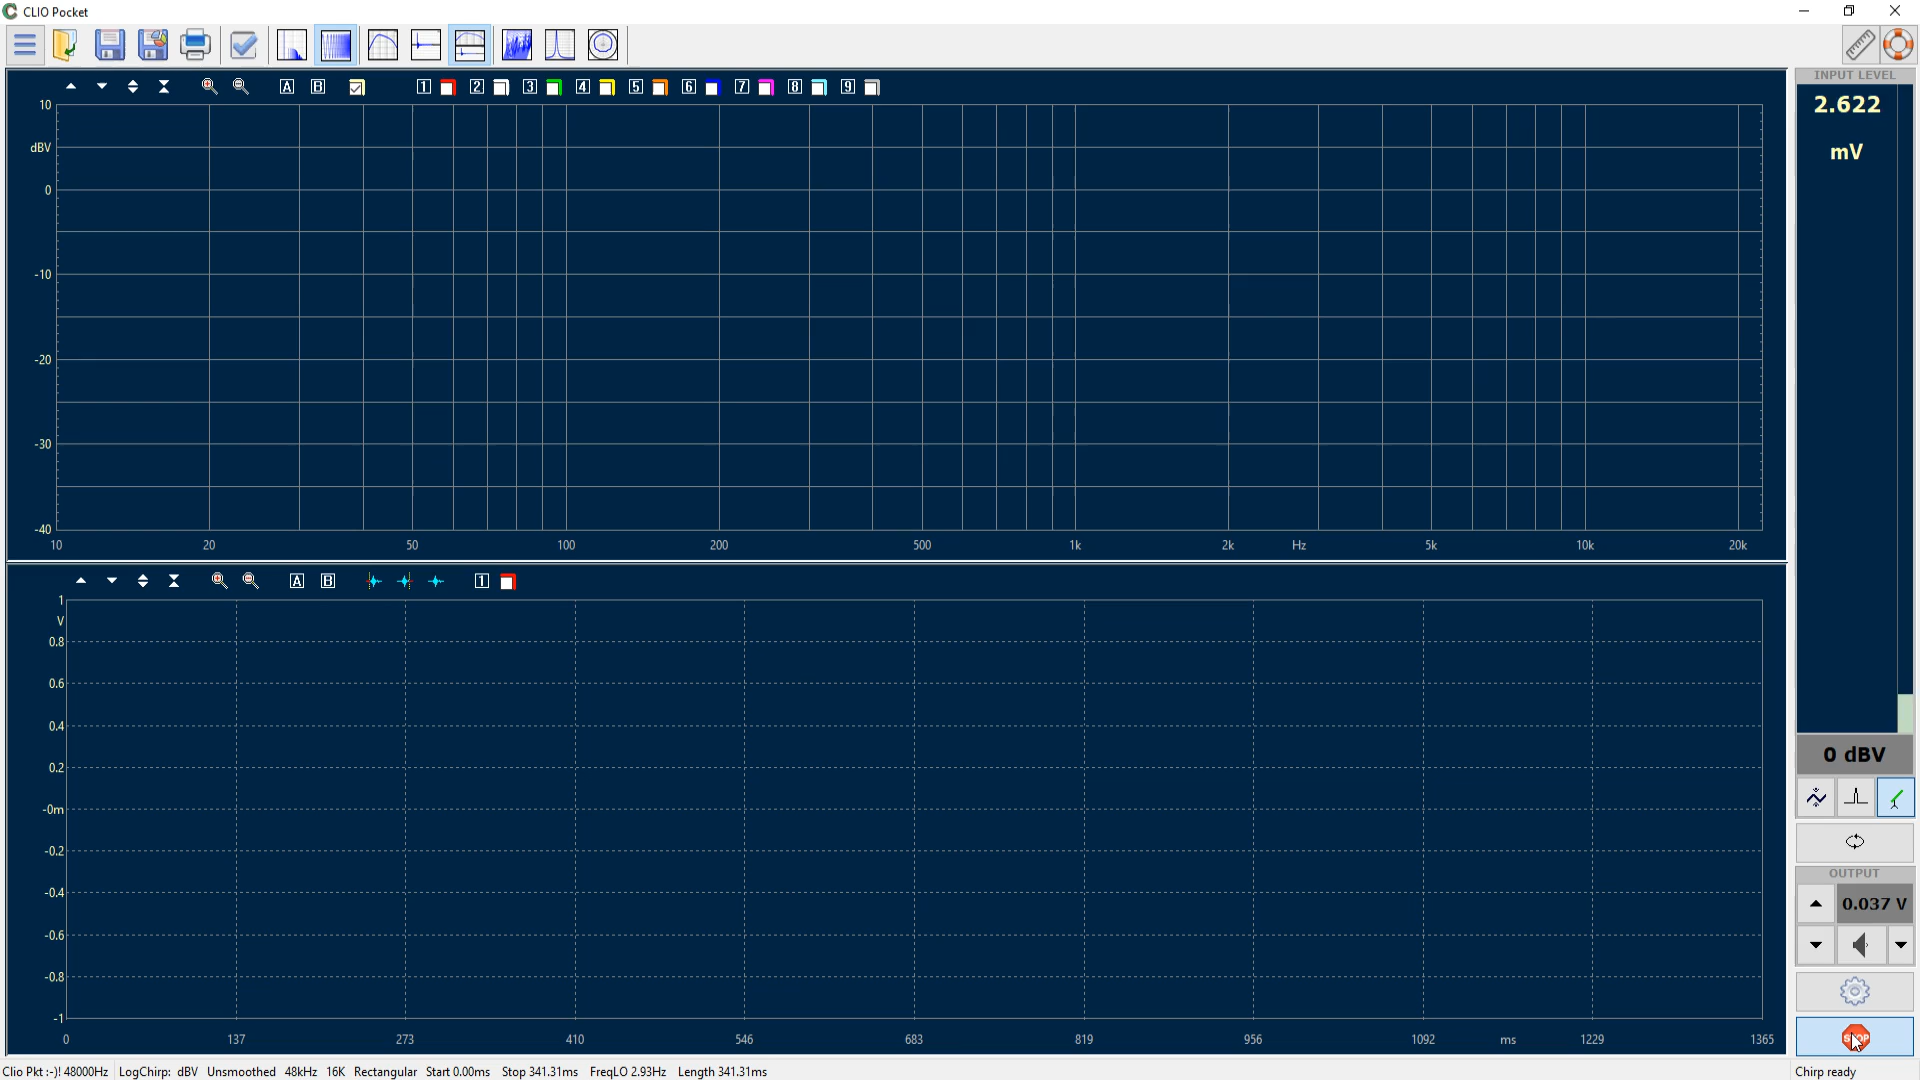 CLIO Pocket
INPUT LEVEL
2.622
mV
A B 1 2 3 4 5 6 7 8 9
10
dBV
0
-10
-20
-30
-40
10 20 50 100 200 500 1k 2k Hz 5k 10k 20k
A B 1
1
V
0.8
0.6
0.4
0.2
-0m
-0.2
-0.4
-0.6
-0.8
-1
0 137 273 410 546 683 819 956 1092 ms 1229 1365
0 dBV
OUTPUT
0.037 V
STOP
Clio Pkt :-)! 48000Hz LogChirp: dBV Unsmoothed 48kHz 16K Rectangular Start 0.00ms Stop 341.31ms FreqLO 2.93Hz Length 341.31ms
Chirp ready